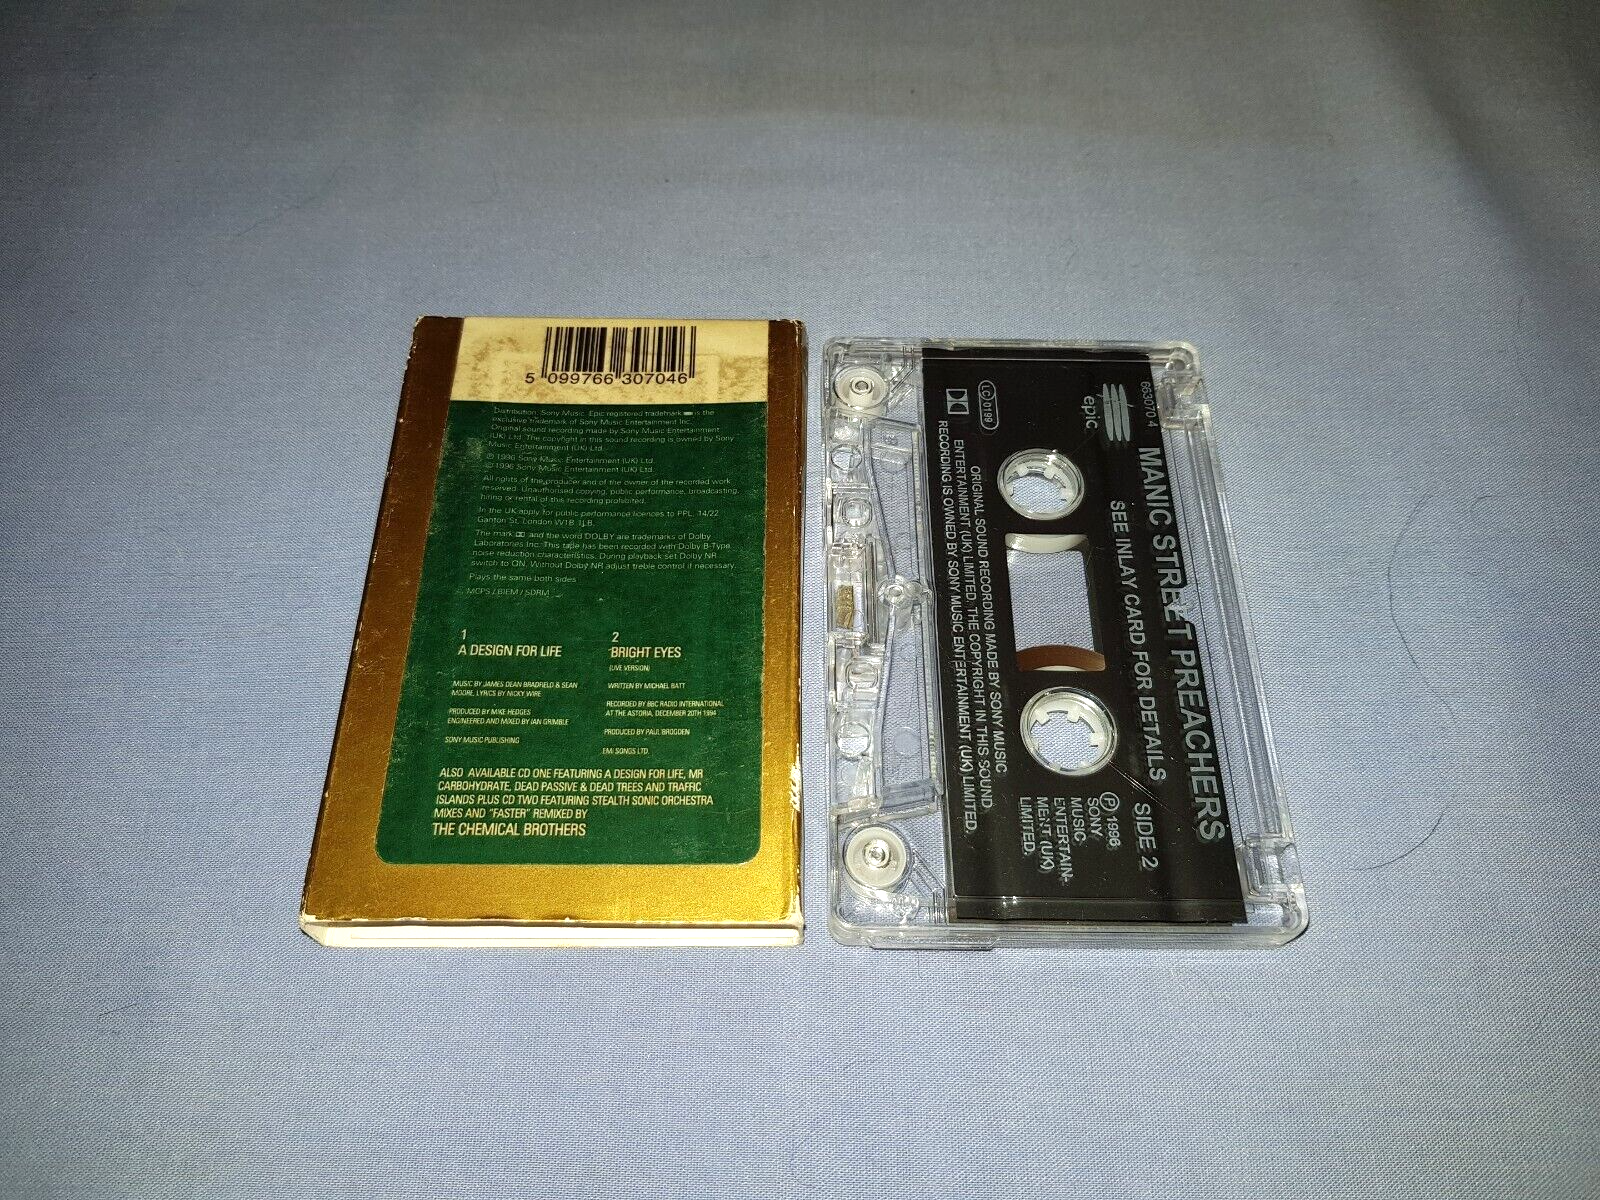 5 099766 307046
Distribution: Sony Music. Epic registered trademark is the
exclusive trademark of Sony Music Entertainment Inc.
Original sound recording made by Sony Music Entertainment
(UK) Ltd. The copyright in this sound recording is owned by Sony
Music Entertainment (UK) Ltd.
℗ 1996 Sony Music Entertainment (UK) Ltd.
© 1996 Sony Music Entertainment (UK) Ltd.
All rights of the producer and of the owner of the recorded work
reserved. Unauthorised copying, public performance, broadcasting,
hiring or rental of this recording prohibited.
In the UK apply for public performance licences to PPL, 14/22
Ganton St, London W1B 1LB.
The mark and the word DOLBY are trademarks of Dolby
Laboratories Inc. This tape has been recorded with Dolby B-Type
noise reduction characteristics. During playback set Dolby NR
switch to ON. Without Dolby NR adjust treble control if necessary.
Plays the same both sides
MCPS / BIEM / SDRM
1
A DESIGN FOR LIFE
MUSIC BY JAMES DEAN BRADFIELD & SEAN
MOORE, LYRICS BY NICKY WIRE
PRODUCED BY MIKE HEDGES
ENGINEERED AND MIXED BY IAN GRIMBLE
SONY MUSIC PUBLISHING
2
BRIGHT EYES
(LIVE VERSION)
WRITTEN BY MICHAEL BATT
RECORDED BY BBC RADIO INTERNATIONAL
AT THE ASTORIA, DECEMBER 20TH 1994
PRODUCED BY PAUL BROGDEN
EMI SONGS LTD.
ALSO AVAILABLE CD ONE FEATURING A DESIGN FOR LIFE, MR
CARBOHYDRATE, DEAD PASSIVE & DEAD TREES AND TRAFFIC
ISLANDS PLUS CD TWO FEATURING STEALTH SONIC ORCHESTRA
MIXES AND "FASTER" REMIXED BY
THE CHEMICAL BROTHERS
663070 4
epic
MANIC STREET PREACHERS
SEE INLAY CARD FOR DETAILS
SIDE 2
℗ 1996
SONY
MUSIC
ENTERTAIN-
MENT (UK)
LIMITED.
LC 0199
ORIGINAL SOUND RECORDING MADE BY SONY MUSIC
ENTERTAINMENT (UK) LIMITED. THE COPYRIGHT IN THIS SOUND
RECORDING IS OWNED BY SONY MUSIC ENTERTAINMENT (UK) LIMITED.